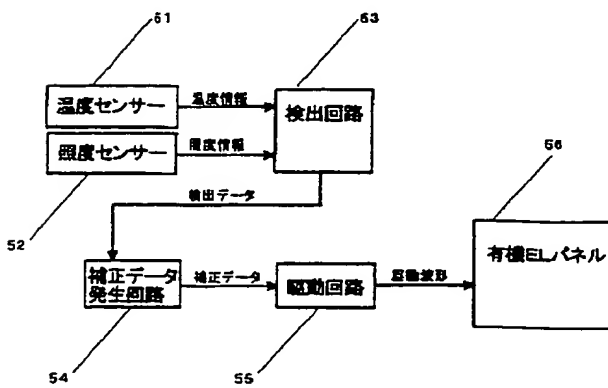 51
53
温度センサー
温度情報
検出回路
照度センサー
照度情報
56
52
検出データ
有機ELパネル
補正データ
発生回路
補正データ
駆動回路
駆動波形
54
55